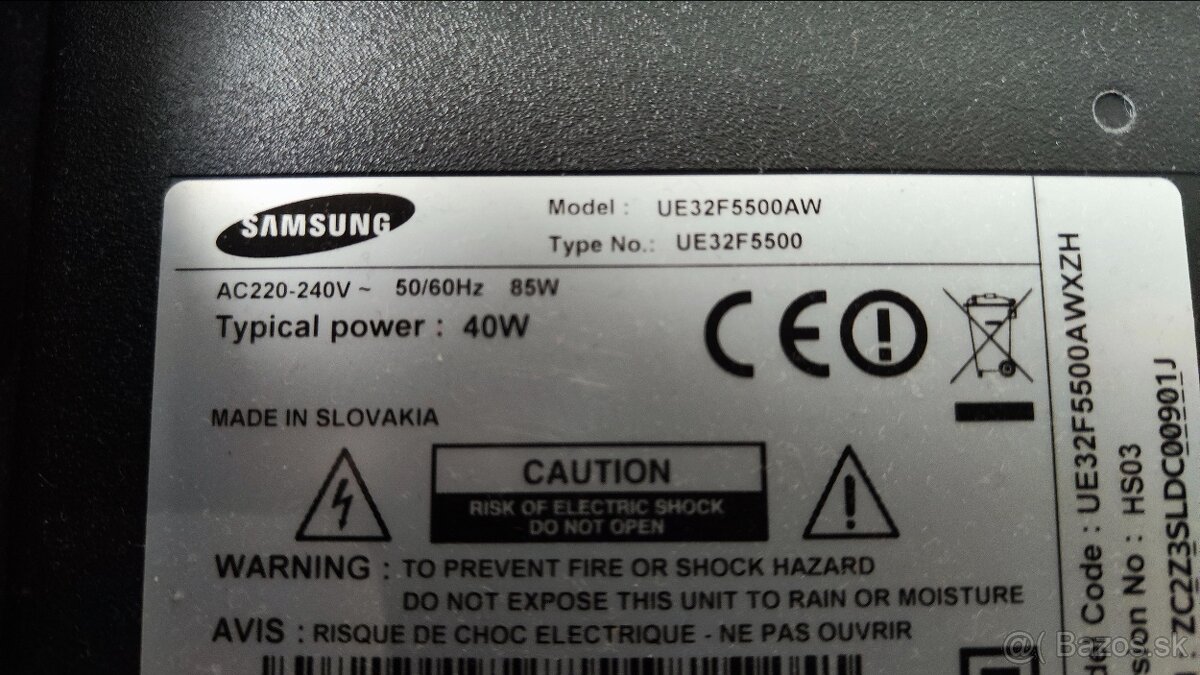 SAMSUNG
Model : UE32F5500AW
Type No.: UE32F5500
AC220-240V ~ 50/60Hz 85W
Typical power : 40W
CE
MADE IN SLOVAKIA
CAUTION
RISK OF ELECTRIC SHOCK
DO NOT OPEN
WARNING : TO PREVENT FIRE OR SHOCK HAZARD
DO NOT EXPOSE THIS UNIT TO RAIN OR MOISTURE
AVIS : RISQUE DE CHOC ELECTRIQUE - NE PAS OUVRIR
Code : UE32F5500AWXZH
No : HS03
ZC2Z3SLDC00901J
Bazos.sk